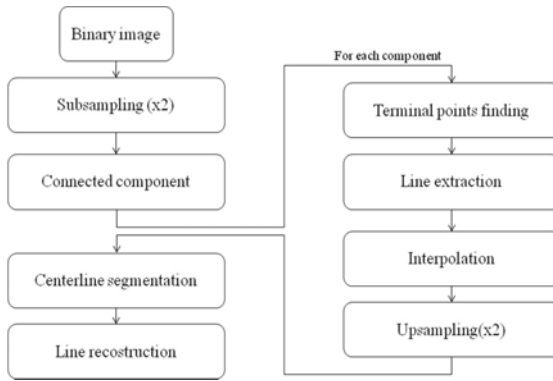 Binary image
Subsampling (x2)
Connected component
For each component
Terminal points finding
Line extraction
Interpolation
Upsampling(x2)
Centerline segmentation
Line recostruction